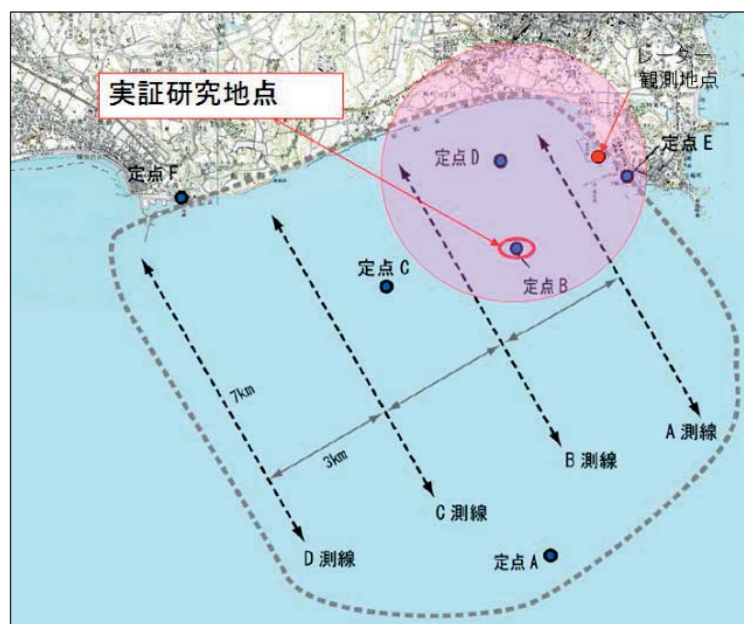 レーダー
観測地点
実証研究地点
定点 E
定点 D
定点 F
定点 B
定点 C
7km
3km
A 測線
B 測線
C 測線
D 測線
定点 A